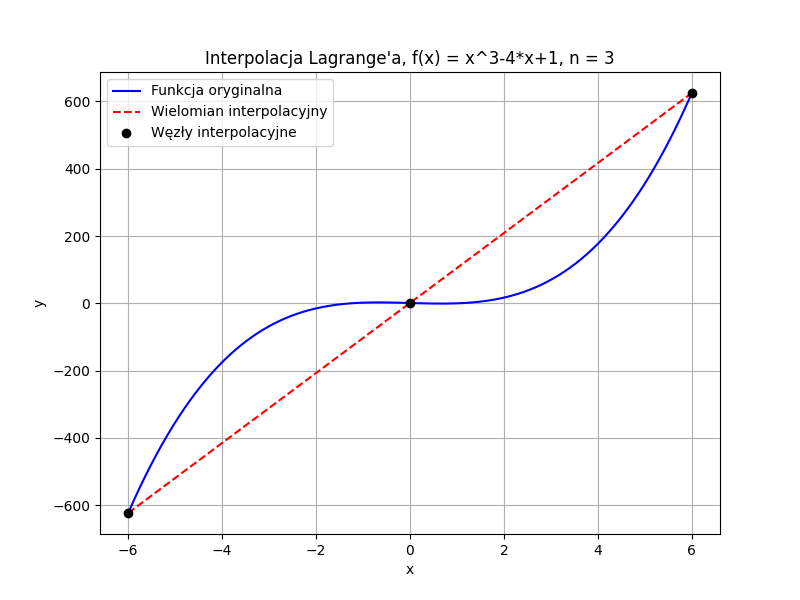 Interpolacja Lagrange'a, f(x) = x^3-4*x+1, n = 3
Funkcja oryginalna
Wielomian interpolacyjny
Węzły interpolacyjne
600
400
200
0
−200
−400
−600
y
−6
−4
−2
0
2
4
6
x